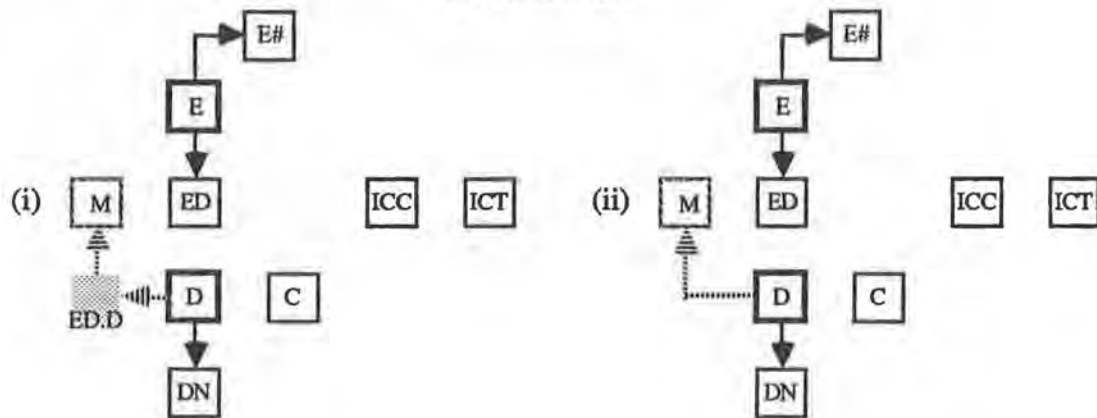 E#
E
(i) M ED ICC ICT
ED.D D C
DN
E#
E
(ii) M ED ICC ICT
D C
DN